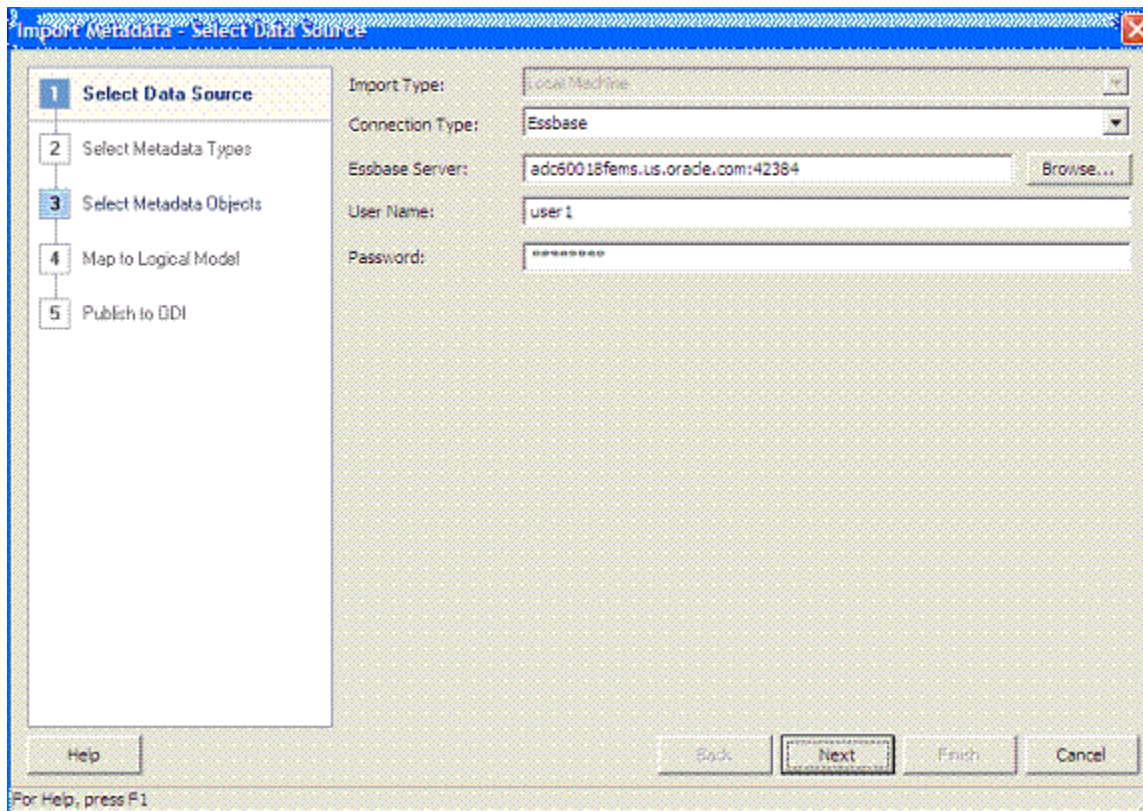 Import Metadata - Select Data Source
1 Select Data Source
2 Select Metadata Types
3 Select Metadata Objects
4 Map to Logical Model
5 Publish to ODI
Import Type: Local Machine
Connection Type: Essbase
Essbase Server: adc60018fems.us.oracle.com:42384 Browse...
User Name: user1
Password: ********
Help Back Next Finish Cancel
For Help, press F1